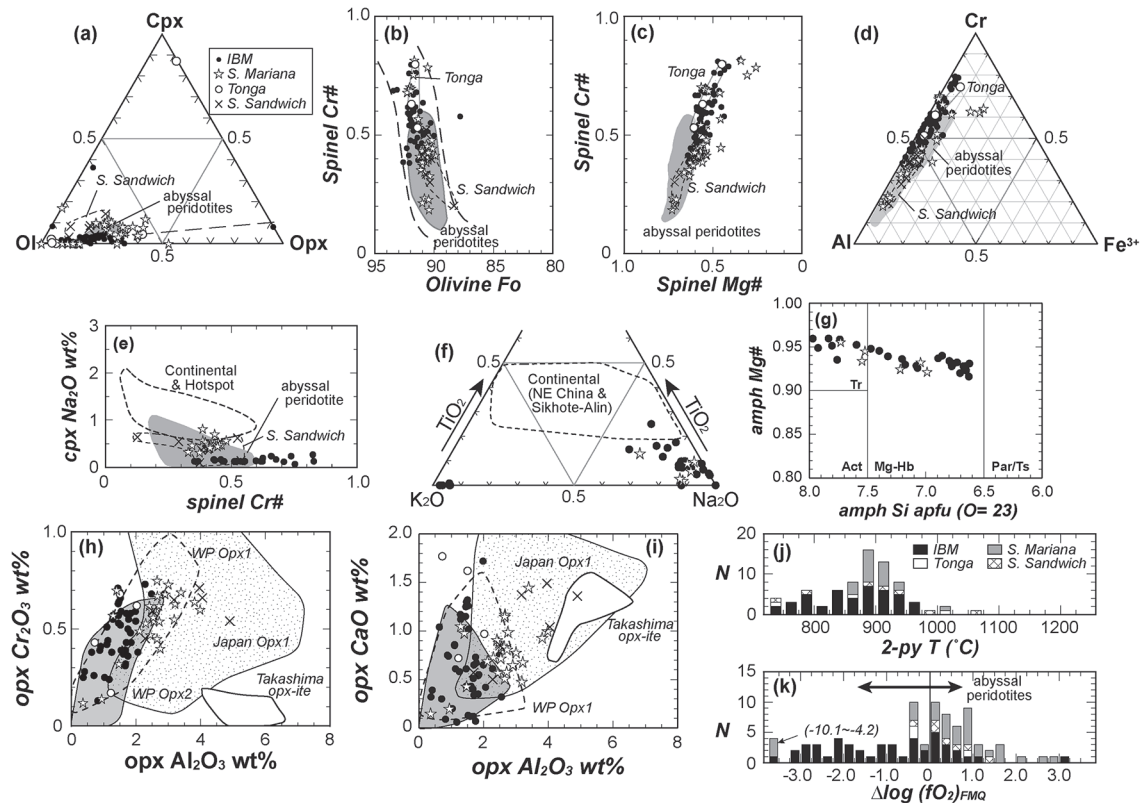 (a)
Cpx
IBM
S. Mariana
Tonga
S. Sandwich
0.5
0.5
S. Sandwich
abyssal
peridotites
Ol
Opx
0.5
(b)
1.0
0.5
0
Spinel Cr#
Tonga
S. Sandwich
abyssal
peridotites
95
90
85
80
Olivine Fo
(c)
1.0
0.5
0
Spinel Cr#
Tonga
S. Sandwich
abyssal peridotites
1.0
0.5
0
Spinel Mg#
(d)
Cr
Tonga
0.5
0.5
abyssal
peridotites
S. Sandwich
Al
Fe³⁺
0.5
(e)
3
2
1
0
cpx Na₂O wt%
Continental
& Hotspot
abyssal
peridotite
S. Sandwich
0
0.5
1.0
spinel Cr#
(f)
0.5
0.5
TiO₂
TiO₂
Continental
(NE China &
Sikhote-Alin)
K₂O
0.5
Na₂O
(g)
1.00
0.95
0.90
0.85
0.80
amph Mg#
Tr
Act
Mg-Hb
Par/Ts
8.0
7.5
7.0
6.5
6.0
amph Si apfu (O= 23)
(h)
1.0
0.5
0
opx Cr₂O₃ wt%
WP Opx1
Japan Opx1
WP Opx2
Takashima
opx-ite
0
2
4
6
8
opx Al₂O₃ wt%
(i)
2.0
1.5
1.0
0.5
0
opx CaO wt%
Japan Opx1
Takashima
opx-ite
WP Opx1
0
2
4
6
8
opx Al₂O₃ wt%
(j)
20
10
0
N
IBM
S. Mariana
Tonga
S. Sandwich
800
900
1000
1100
1200
2-py T (˚C)
(k)
10
5
0
N
abyssal
peridotites
(-10.1~-4.2)
-3.0
-2.0
-1.0
0
1.0
2.0
3.0
Δlog (fO₂)FMQ